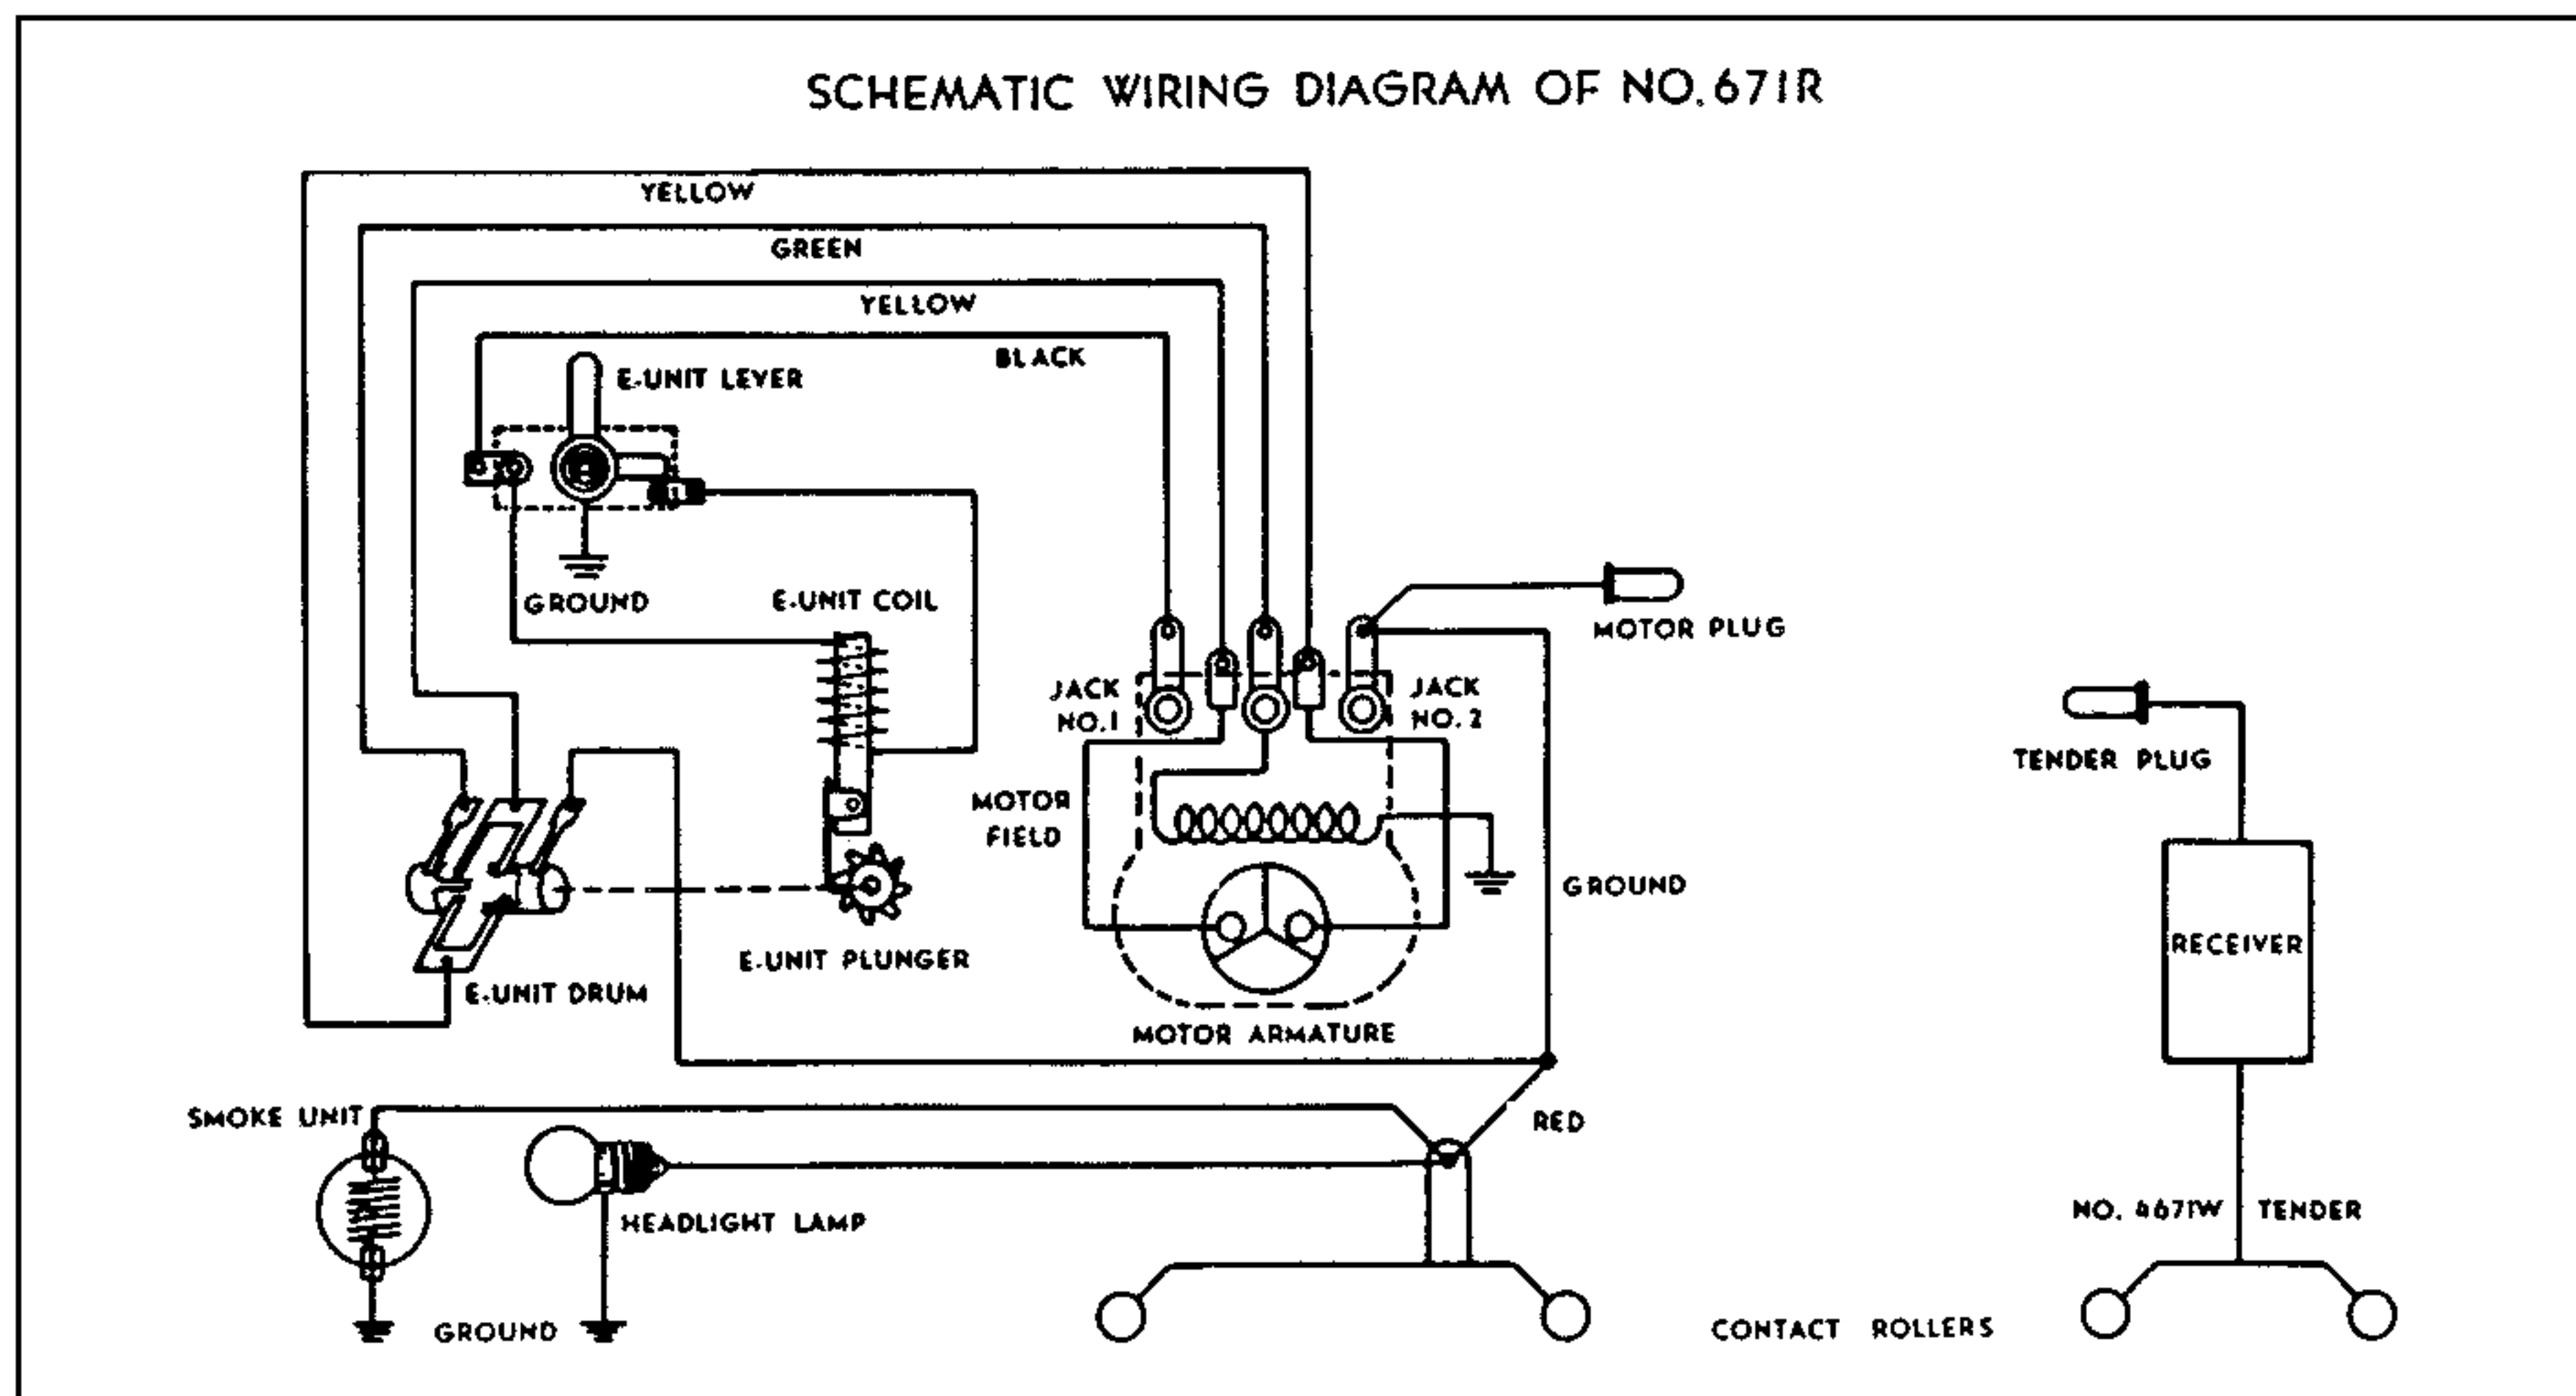 SCHEMATIC WIRING DIAGRAM OF NO. 671R
YELLOW
GREEN
YELLOW
BLACK
E-UNIT LEVER
GROUND
E-UNIT COIL
MOTOR PLUG
JACK
NO. 1
JACK
NO. 2
TENDER PLUG
MOTOR
FIELD
GROUND
RECEIVER
E-UNIT PLUNGER
E-UNIT DRUM
MOTOR ARMATURE
SMOKE UNIT
RED
HEADLIGHT LAMP
NO. 4671W TENDER
GROUND
CONTACT ROLLERS